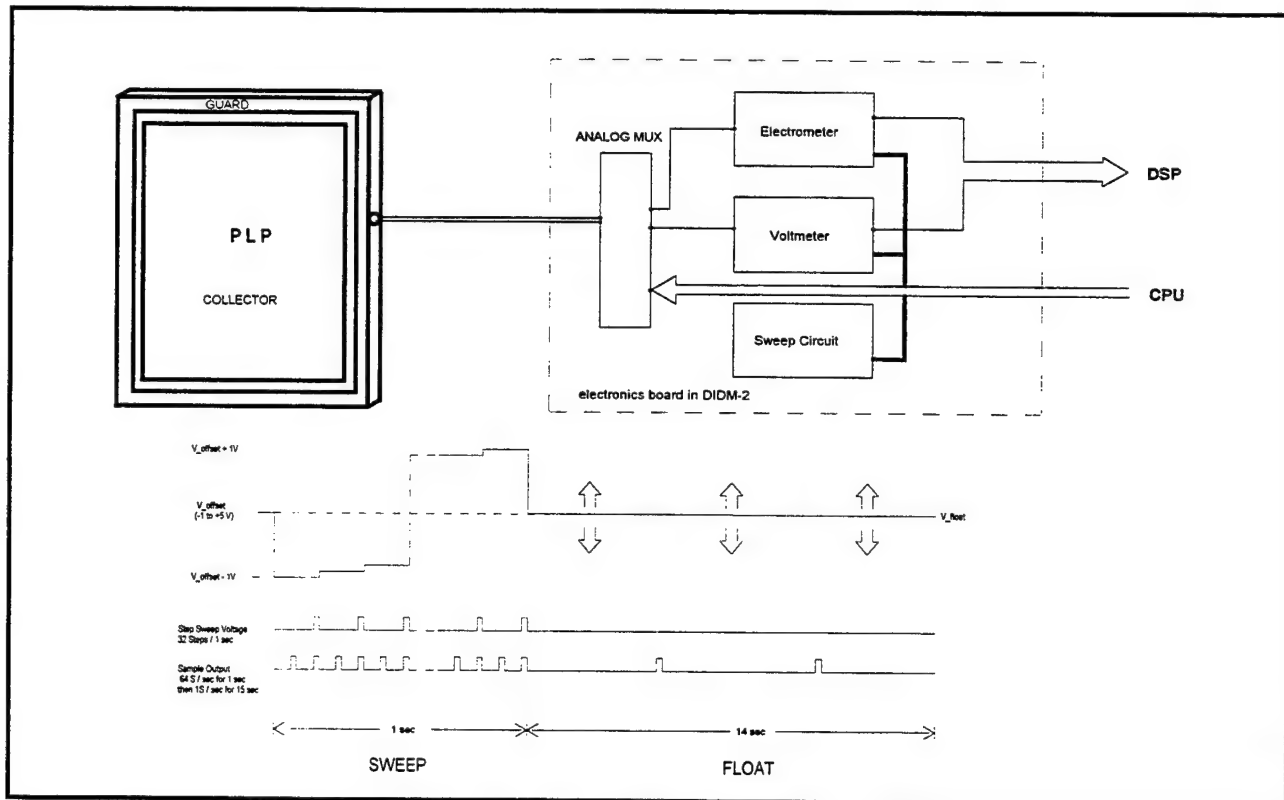 GUARD
PLP
COLLECTOR
ANALOG MUX
Electrometer
Voltmeter
Sweep Circuit
DSP
CPU
electronics board in DIDM-2
V_offset + 1V
V_offset
(-1 to +5 V)
V_offset - 1V
V_float
Step Sweep Voltage
32 Steps / 1 sec
Sample Output
64 S / sec for 1 sec
then 1S / sec for 15 sec
1 sec
14 sec
SWEEP
FLOAT